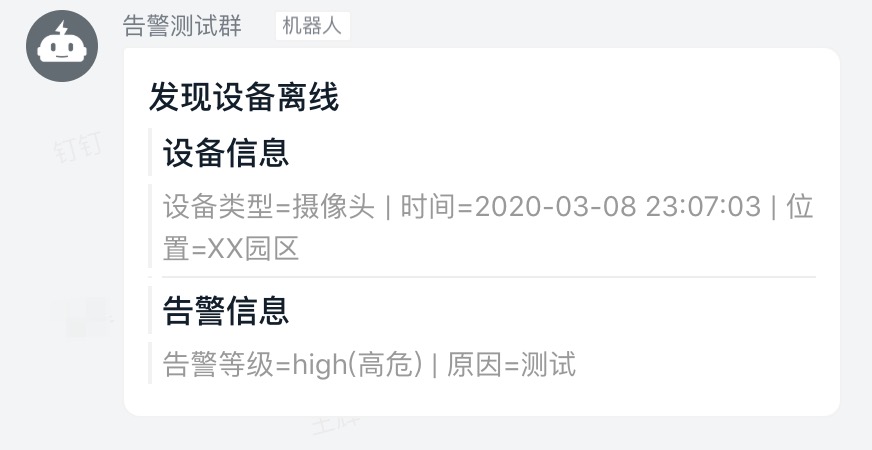 告警测试群 机器人
发现设备离线
设备信息
钉钉
设备类型=摄像头 | 时间=2020-03-08 23:07:03 | 位
置=XX园区
告警信息
告警等级=high(高危) | 原因=测试